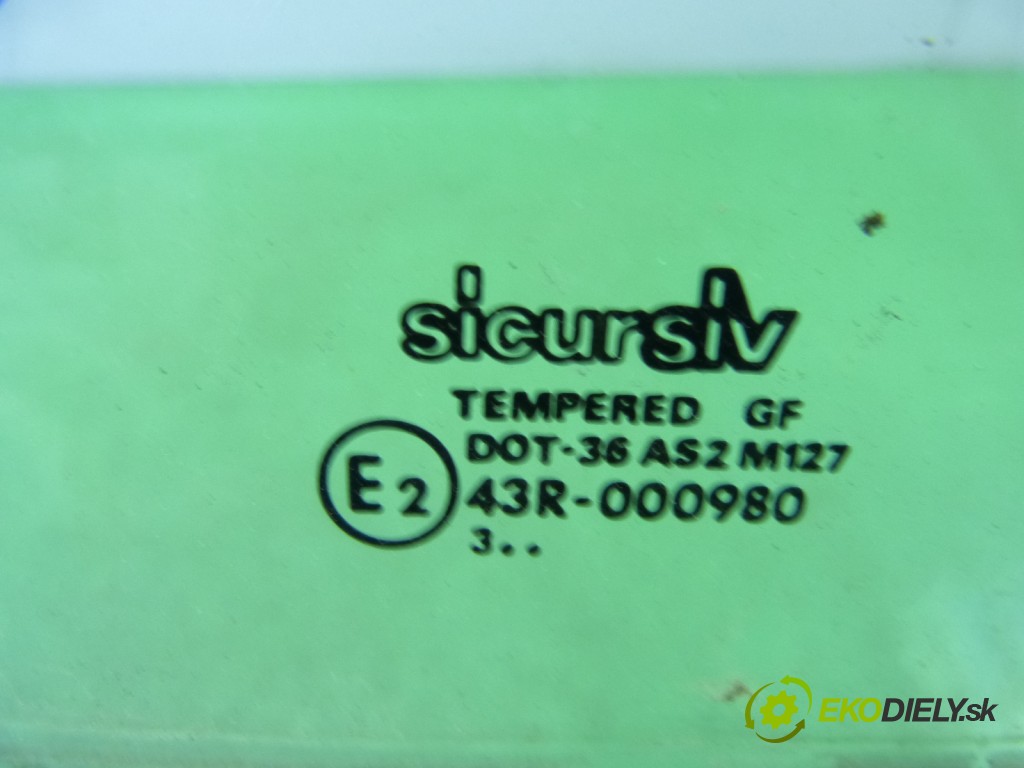 sicursiv
TEMPERED GF
DOT-36 AS2 M127
E2 43R-000980
3..
EKODIELY.sk